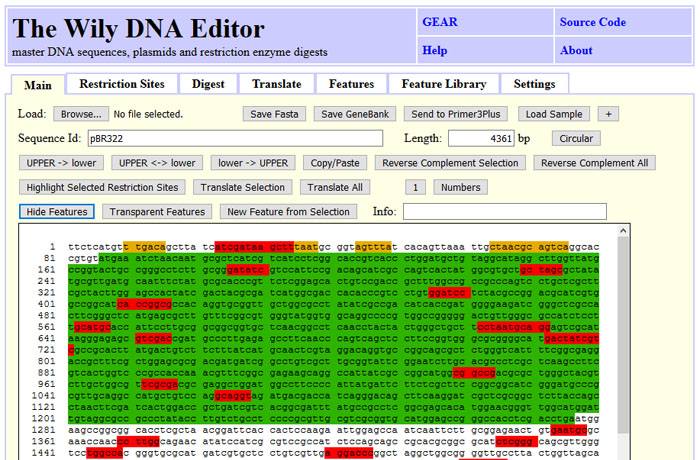 The Wily DNA Editor
master DNA sequences, plasmids and restriction enzyme digests
GEAR Source Code
Help About
Main Restriction Sites Digest Translate Features Feature Library Settings
Load: Browse... No file selected. Save Fasta Save GeneBank Send to Primer3Plus Load Sample +
Sequence Id: pBR322 Length: 4361 bp Circular
UPPER -> lower UPPER <-> lower lower -> UPPER Copy/Paste Reverse Complement Selection Reverse Complement All
Highlight Selected Restriction Sites Translate Selection Translate All 1 Numbers
Hide Features Transparent Features New Feature from Selection Info:
1 ttctcatgtt tgacagctta tcatcgataa gctttaatgc ggtagtttat cacagttaaa ttgctaacgc agtcaggcac
81 cgtgtatgaa atctaacaat gcgctcatcg tcatcctcgg caccgtcacc ctggatgctg taggcatagg cttggttatg
161 ccggtactgc cgggcctctt gcgggatatc gtccattccg acagcatcgc cagtcactat ggcgtgctgc tagcgctata
241 tgcgttgatg caatttctat gcgcacccgt tctcggagca ctgtccgacc gctttggccg ccgcccagtc ctgctcgctt
321 cgctacttgg agccactatc gactacgcga tcatggcgac cacacccgtc ctgtggatcc tctacgccgg acgcatcgtg
401 gccggcatca ccggcgccac aggtgcggtt gctggcgcct atatcgccga catcaccgat ggggaagatc gggctcgcca
481 cttcgggctc atgagcgctt gtttcggcgt gggtatggtg gcaggccccg tggccggggg actgttgggc gccatctcct
561 tgcatgcacc attccttgcg gcggcggtgc tcaacggcct caacctacta ctgggctgct tcctaatgca ggagtcgcat
641 aagggagagc gtcgaccgat gcccttgaga gccttcaacc cagtcagctc cttccggtgg gcgcggggca tgactatcgt
721 cgccgcactt atgactgtct tctttatcat gcaactcgta ggacaggtgc cggcagcgct ctgggtcatt ttcggcgagg
801 accgctttcg ctggagcgcg acgatgatcg gcctgtcgct tgcggtattc ggaatcttgc acgccctcgc tcaagccttc
881 gtcactggtc ccgccaccaa acgtttcggc gagaagcagg ccattatcgc cggcatggcg gccgacgcgc tgggctacgt
961 cttgctggcg ttcgcgacgc gaggctggat ggccttcccc attatgattc ttctcgcttc cggcggcatc gggatgcccg
1041 cgttgcaggc catgctgtcc aggcaggtag atgacgacca tcagggacag cttcaaggat cgctcgcggc tcttaccagc
1121 ctaacttcga tcactggacc gctgatcgtc acggcgattt atgccgcctc ggcgagcaca tggaacgggt tggcatggat
1201 tgtaggcgcc gccctatacc ttgtctgcct ccccgcgttg cgtcgcggtg catggagccg ggccacctcg acctgaatgg
1281 aagccggcgg cacctcgcta acggattcac cactccaaga attggagcca atcaattctt gcggagaact gtgaatgcgc
1361 aaaccaaccc ttggcagaac atatccatcg cgtccgccat ctccagcagc cgcacgcggc gcatctcggg cagcgttggg
1441 tcctggccac gggtgcgcat gatcgtgctc ctgtcgttga ggacccggct aggctggcgg ggttgcctta ctggttagca